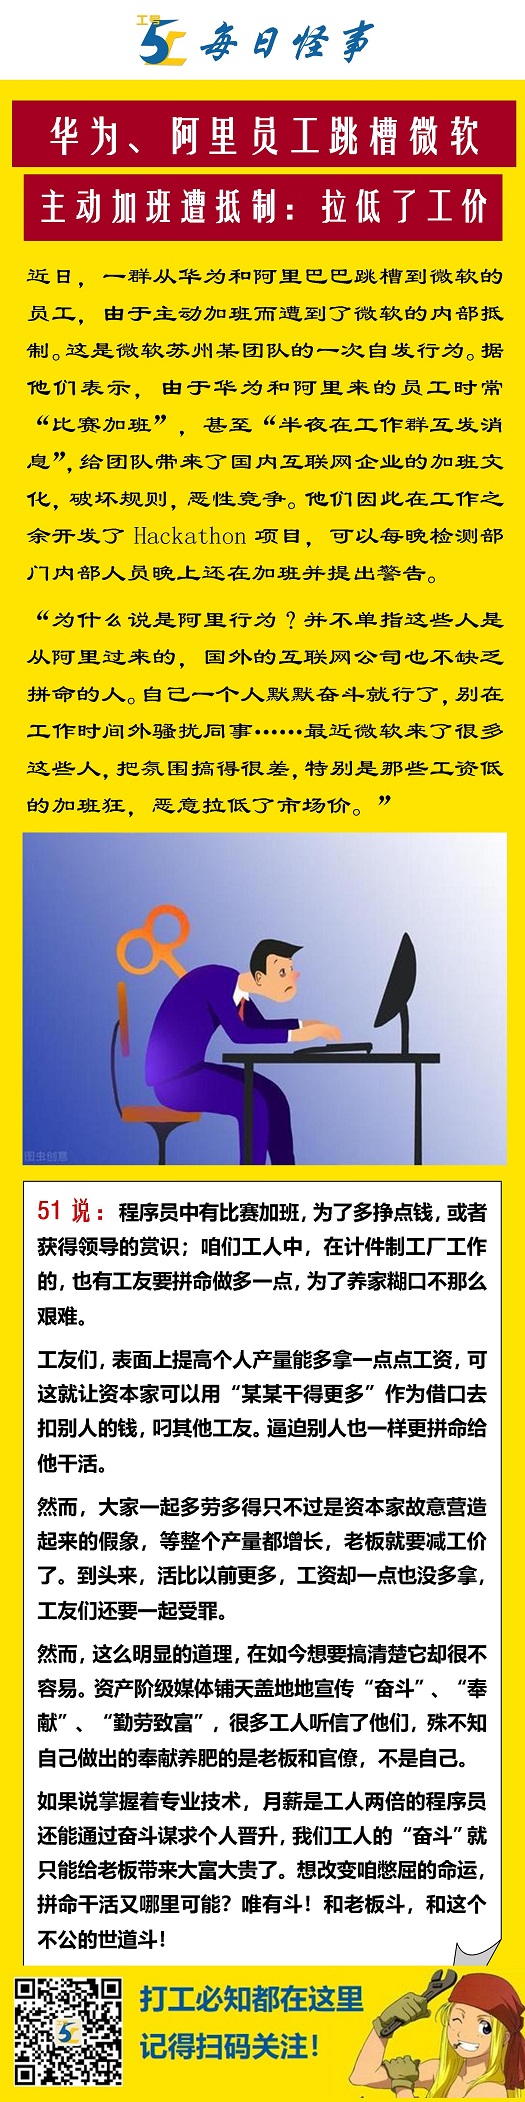 工号
51
每日怪事
华为、阿里员工跳槽微软
主动加班遭抵制：拉低了工价
近日，一群从华为和阿里巴巴跳槽到微软的
员工，由于主动加班而遭到了微软的内部抵
制。这是微软苏州某团队的一次自发行为。据
他们表示，由于华为和阿里来的员工时常
“比赛加班”，甚至“半夜在工作群互发消
息”，给团队带来了国内互联网企业的加班文
化，破坏规则，恶性竞争。他们因此在工作之
余开发了 Hackathon 项目，可以每晚检测部
门内部人员晚上还在加班并提出警告。
“为什么说是阿里行为？并不单指这些人是
从阿里过来的，国外的互联网公司也不缺乏
拼命的人。自己一个人默默奋斗就行了，别在
工作时间外骚扰同事……最近微软来了很多
这些人，把氛围搞得很差，特别是那些工资低
的加班狂，恶意拉低了市场价。”
图虫创意
51 说：程序员中有比赛加班，为了多挣点钱，或者
获得领导的赏识；咱们工人中，在计件制工厂工作
的，也有工友要拼命做多一点，为了养家糊口不那么
艰难。
工友们，表面上提高个人产量能多拿一点点工资，可
这就让资本家可以用“某某干得更多”作为借口去
扣别人的钱，叼其他工友。逼迫别人也一样更拼命给
他干活。
然而，大家一起多劳多得只不过是资本家故意营造
起来的假象，等整个产量都增长，老板就要减工价
了。到头来，活比以前更多，工资却一点也没多拿，
工友们还要一起受罪。
然而，这么明显的道理，在如今想要搞清楚它却很不
容易。资产阶级媒体铺天盖地地宣传“奋斗”、“奉
献”、“勤劳致富”，很多工人听信了他们，殊不知
自己做出的奉献养肥的是老板和官僚，不是自己。
如果说掌握着专业技术，月薪是工人两倍的程序员
还能通过奋斗谋求个人晋升，我们工人的“奋斗”就
只能给老板带来大富大贵了。想改变咱憋屈的命运，
拼命干活又哪里可能？唯有斗！和老板斗，和这个
不公的世道斗！
打工必知都在这里
记得扫码关注！